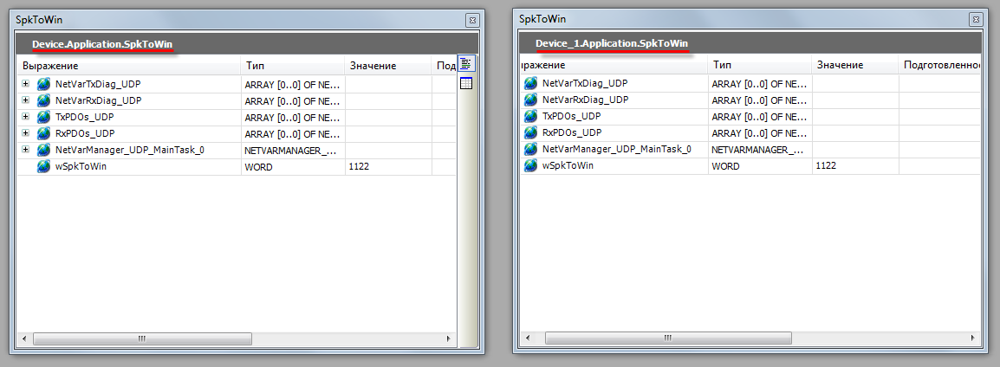 SpkToWin
Device.Application.SpkToWin
Выражение Тип Значение Под
NetVarTxDiag_UDP ARRAY [0..0] OF NE...
NetVarRxDiag_UDP ARRAY [0..0] OF NE...
TxPDOs_UDP ARRAY [0..0] OF NE...
RxPDOs_UDP ARRAY [0..0] OF NE...
NetVarManager_UDP_MainTask_0 NETVARMANAGER_...
wSpkToWin WORD 1122
SpkToWin
Device_1.Application.SpkToWin
ыражение Тип Значение Подготовленное
NetVarTxDiag_UDP ARRAY [0..0] OF NE...
NetVarRxDiag_UDP ARRAY [0..0] OF NE...
TxPDOs_UDP ARRAY [0..0] OF NE...
RxPDOs_UDP ARRAY [0..0] OF NE...
NetVarManager_UDP_MainTask_0 NETVARMANAGER_...
wSpkToWin WORD 1122